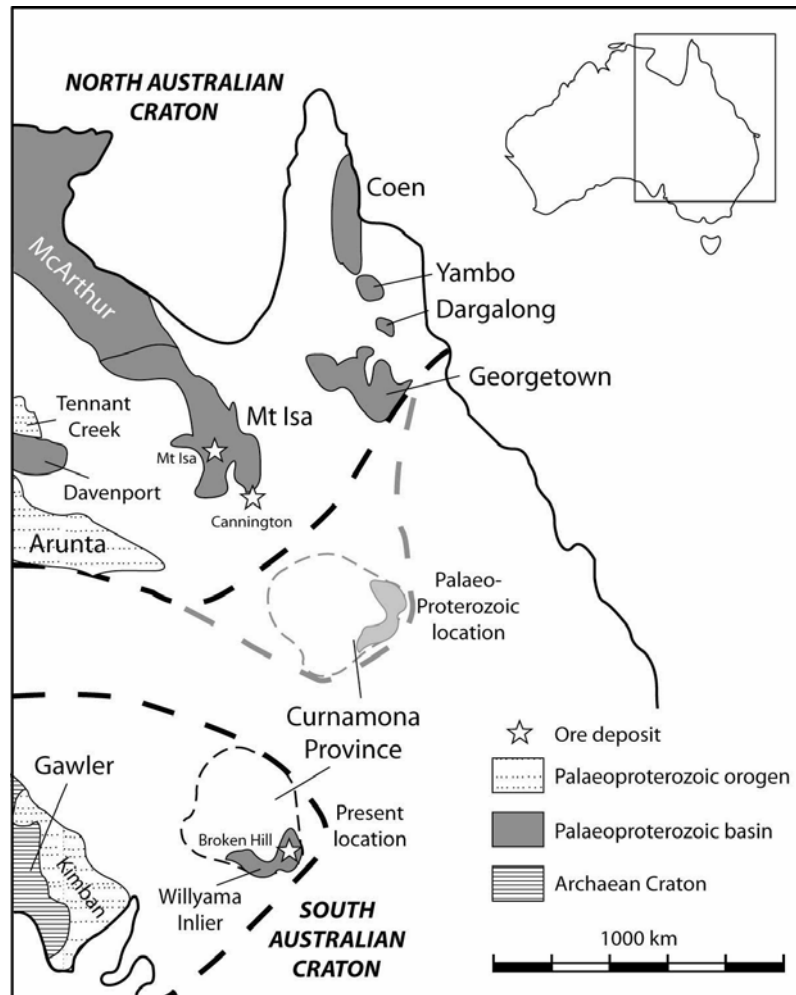 NORTH AUSTRALIAN
CRATON
Coen
McArthur
Yambo
Dargalong
Georgetown
Tennant
Creek
Mt Isa
Mt Isa
Davenport
Cannington
Arunta
Palaeo-
Proterozoic
location
Curnamona
Province
Gawler
Present
location
Broken Hill
Kimban
Willyama
Inlier
SOUTH
AUSTRALIAN
CRATON
Ore deposit
Palaeoproterozoic orogen
Palaeoproterozoic basin
Archaean Craton
1000 km